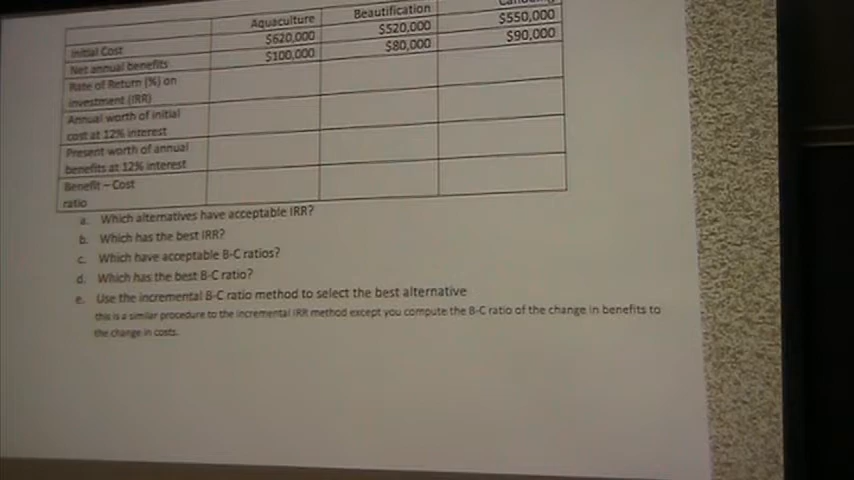 Aquaculture Beautification
Initial Cost $620,000 $520,000 $550,000
Net annual benefits $100,000 $80,000 $90,000
Rate of Return (%) on
investment (IRR)
Annual worth of initial
cost at 12% interest
Present worth of annual
benefits at 12% interest
Benefit – Cost
ratio
a. Which alternatives have acceptable IRR?
b. Which has the best IRR?
c. Which have acceptable B-C ratios?
d. Which has the best B-C ratio?
e. Use the incremental B-C ratio method to select the best alternative
this is a similar procedure to the incremental IRR method except you compute the B-C ratio of the change in benefits to
the change in costs.